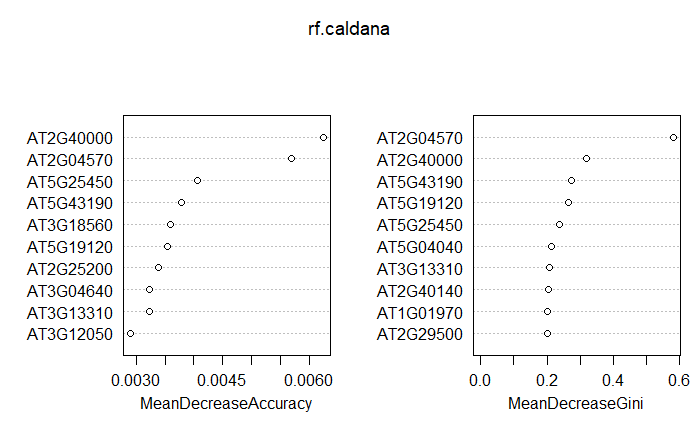 rf.caldana
AT2G40000
AT2G04570
AT5G25450
AT5G43190
AT3G18560
AT5G19120
AT2G25200
AT3G04640
AT3G13310
AT3G12050
0.0030 0.0045 0.0060
MeanDecreaseAccuracy
AT2G04570
AT2G40000
AT5G43190
AT5G19120
AT5G25450
AT5G04040
AT3G13310
AT2G40140
AT1G01970
AT2G29500
0.0 0.2 0.4 0.6
MeanDecreaseGini